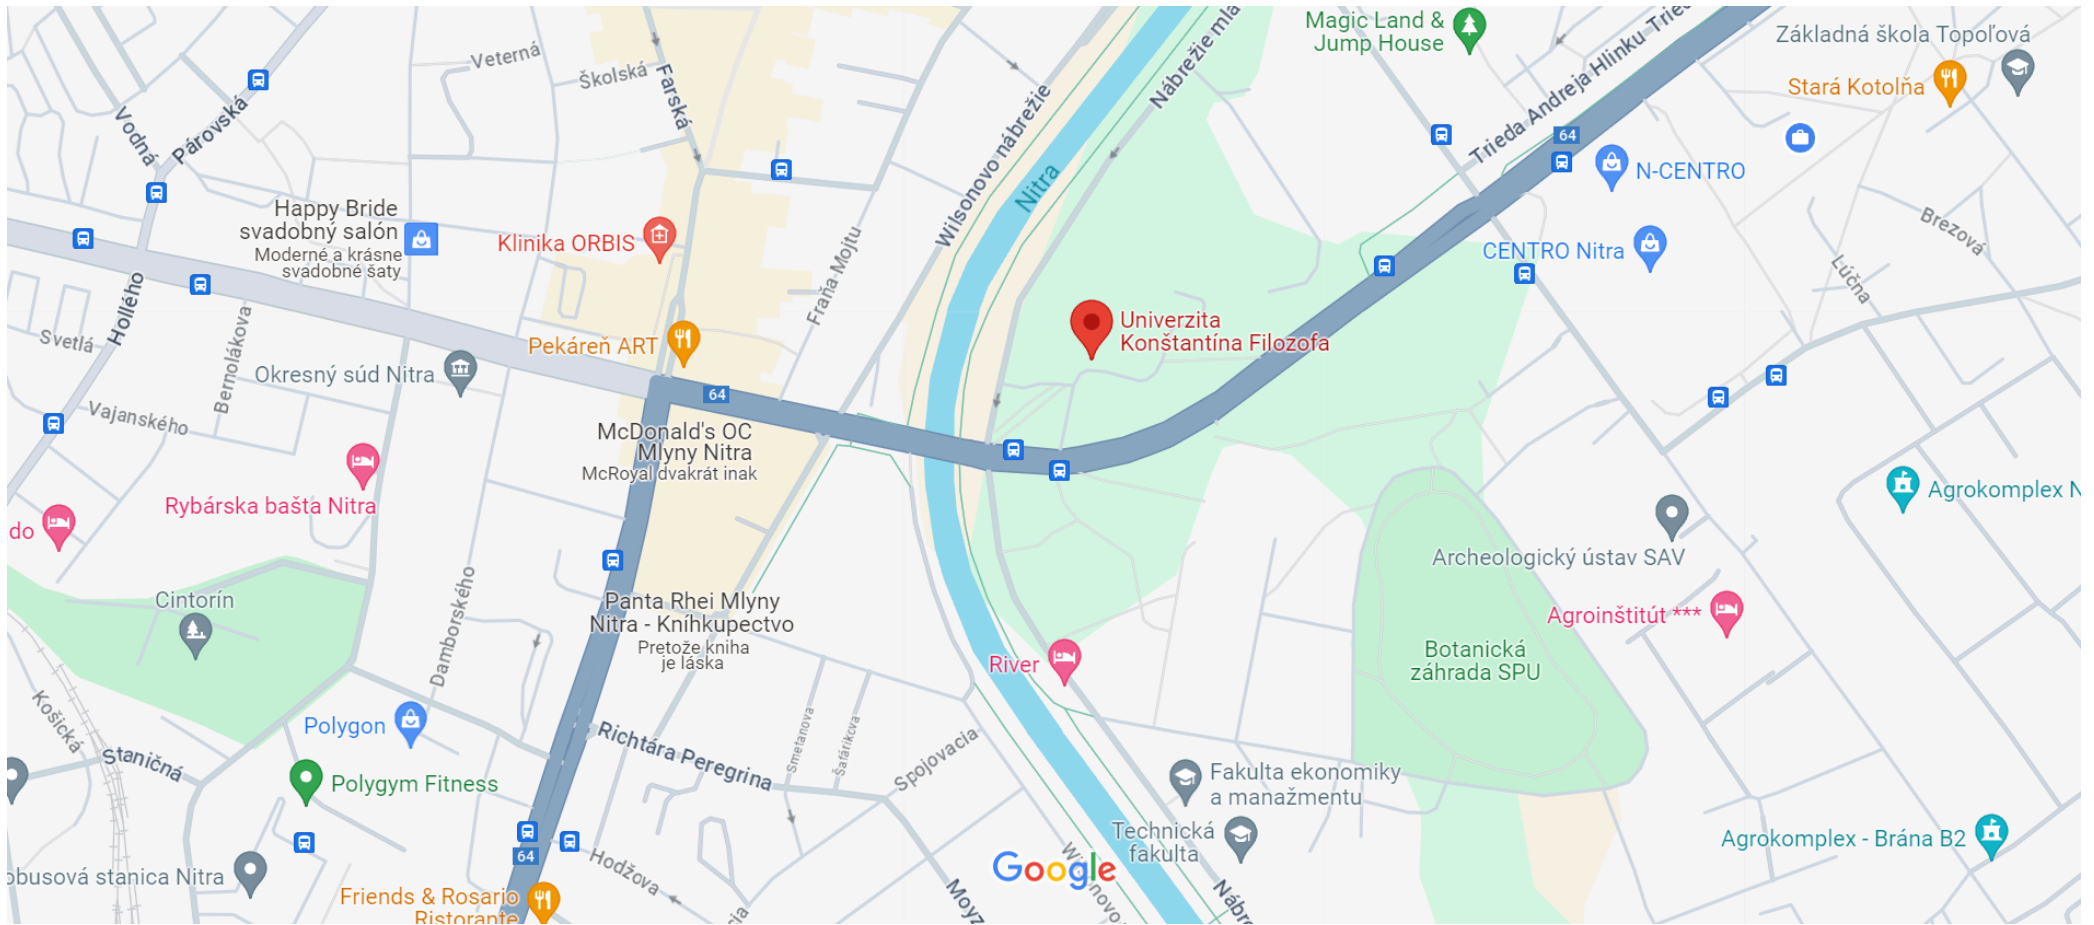 Magic Land &
Jump House
Základná škola Topoľová
Stará Kotolňa
Veterná
Školská
Farská
Vodná
Párovská
Wilsonovo nábrežie
Nábrežie mla
Nitra
Trieda Andreja Hlinku
64
N-CENTRO
CENTRO Nitra
Brezová
Lúčna
Happy Bride
svadobný salón
Moderné a krásne
svadobné šaty
Klinika ORBIS
Fraňa Mojtu
Hollého
Svetlá
Bernolákova
Vajanského
Okresný súd Nitra
Pekáreň ART
64
Univerzita
Konštantína Filozofa
McDonald's OC
Mlyny Nitra
McRoyal dvakrát inak
Rybárska bašta Nitra
do
Agrokomplex N
Archeologický ústav SAV
Agroinštitút ***
Botanická
záhrada SPU
Cintorín
Damborského
Panta Rhei Mlyny
Nitra - Kníhkupectvo
Pretože kniha
je láska
River
Košická
Staničná
Polygon
Polygym Fitness
Richtára Peregrina
Smetanova
Šafárikova
Spojovacia
Fakulta ekonomiky
a manažmentu
Technická
fakulta
Agrokomplex - Brána B2
64
Hodžova
obusová stanica Nitra
Friends & Rosario
Ristorante
Google
Moyz
Nábre